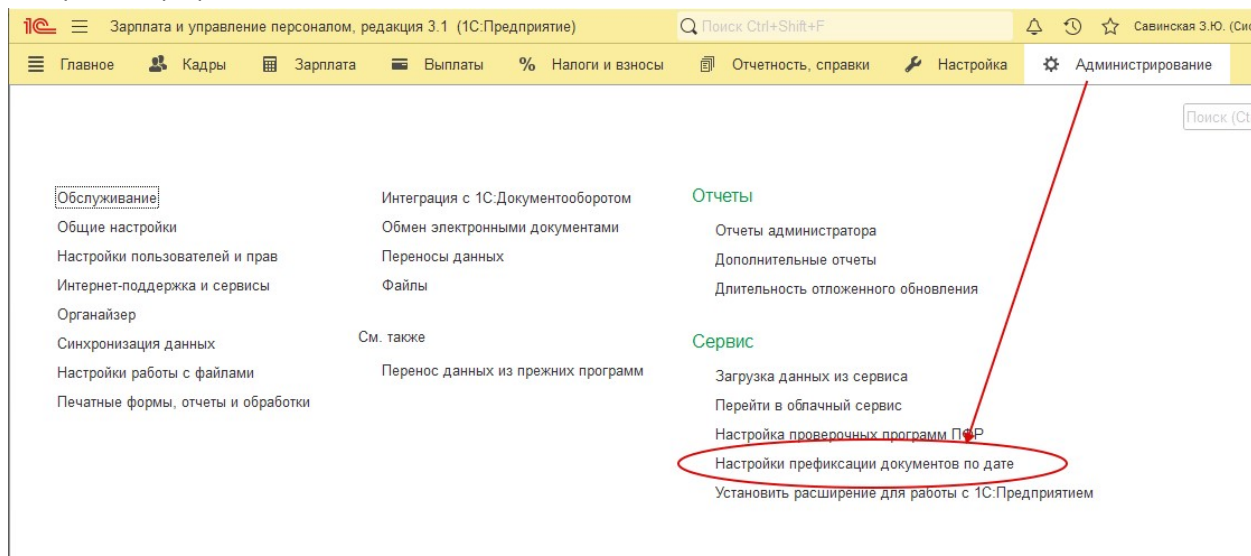 1С Зарплата и управление персоналом, редакция 3.1 (1С:Предприятие) Поиск Ctrl+Shift+F Савинская З.Ю. (Сис
Главное Кадры Зарплата Выплаты % Налоги и взносы Отчетность, справки Настройка Администрирование
Поиск (Ct
Обслуживание
Общие настройки
Настройки пользователей и прав
Интернет-поддержка и сервисы
Органайзер
Синхронизация данных
Настройки работы с файлами
Печатные формы, отчеты и обработки
Интеграция с 1С:Документооборотом
Обмен электронными документами
Переносы данных
Файлы
См. также
Перенос данных из прежних программ
Отчеты
Отчеты администратора
Дополнительные отчеты
Длительность отложенного обновления
Сервис
Загрузка данных из сервиса
Перейти в облачный сервис
Настройка проверочных программ ПФР
Настройки префиксации документов по дате
Установить расширение для работы с 1С:Предприятием